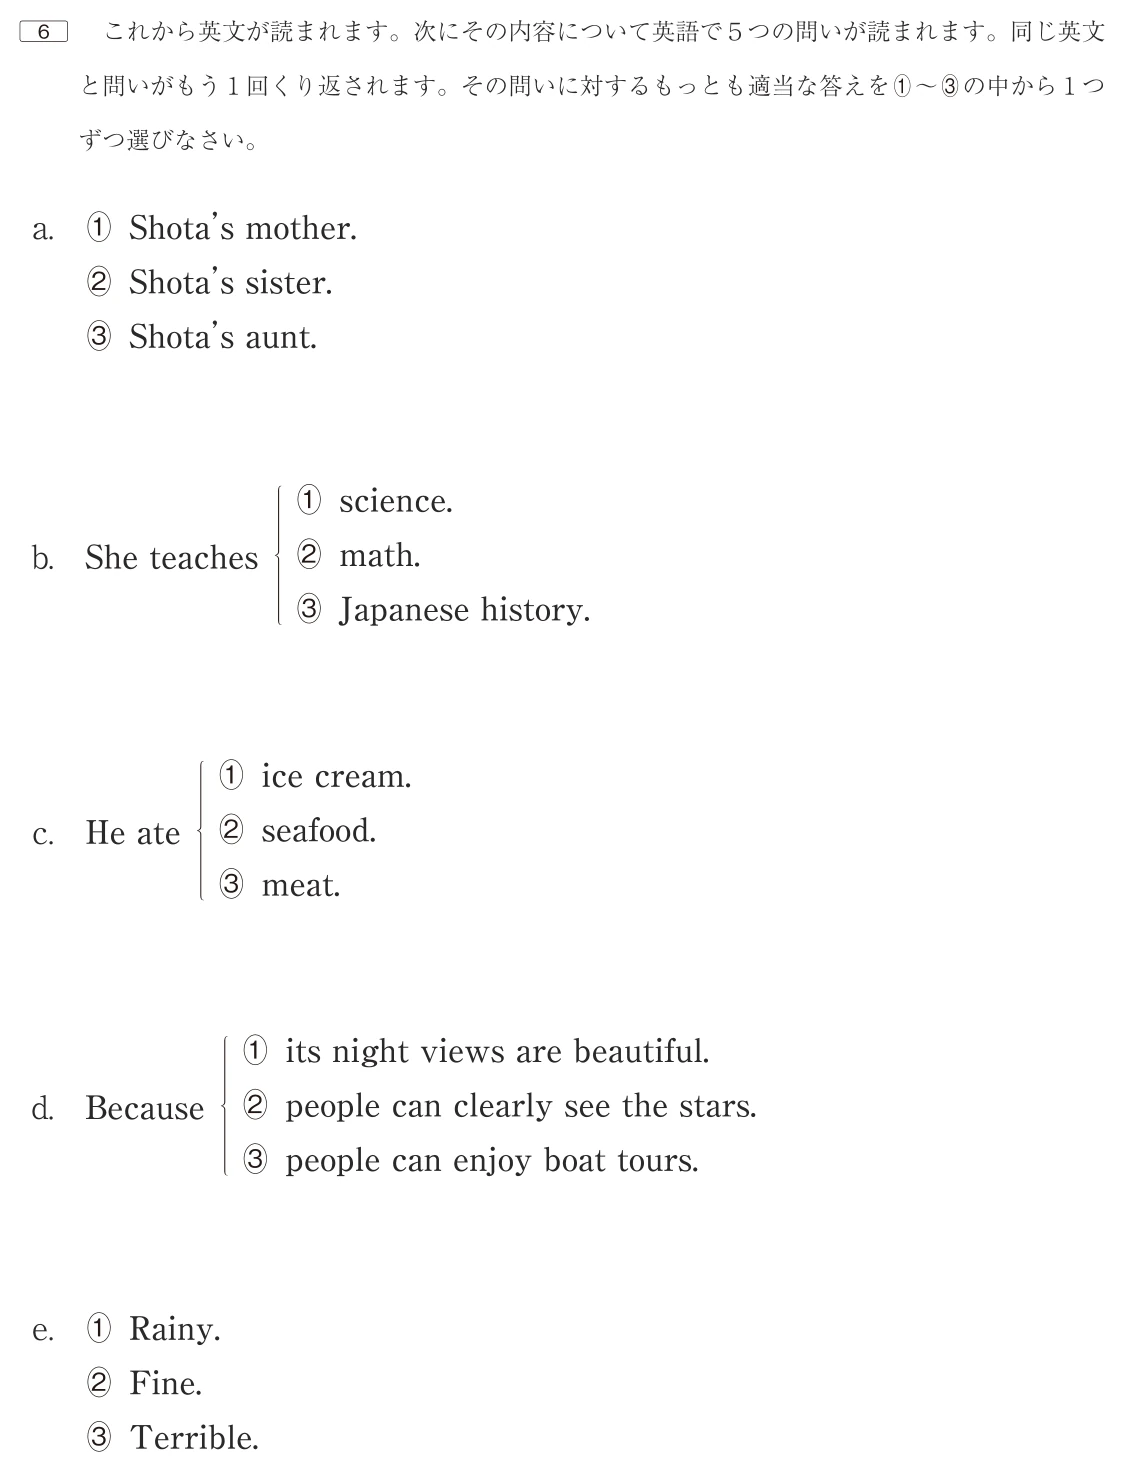 6 これから英文が読まれます。次にその内容について英語で５つの問いが読まれます。同じ英文
と問いがもう１回くり返されます。その問いに対するもっとも適当な答えを①～③の中から１つ
ずつ選びなさい。
a. ① Shota's mother.
② Shota's sister.
③ Shota's aunt.
① science.
b. She teaches ② math.
③ Japanese history.
① ice cream.
c. He ate ② seafood.
③ meat.
① its night views are beautiful.
d. Because ② people can clearly see the stars.
③ people can enjoy boat tours.
e. ① Rainy.
② Fine.
③ Terrible.